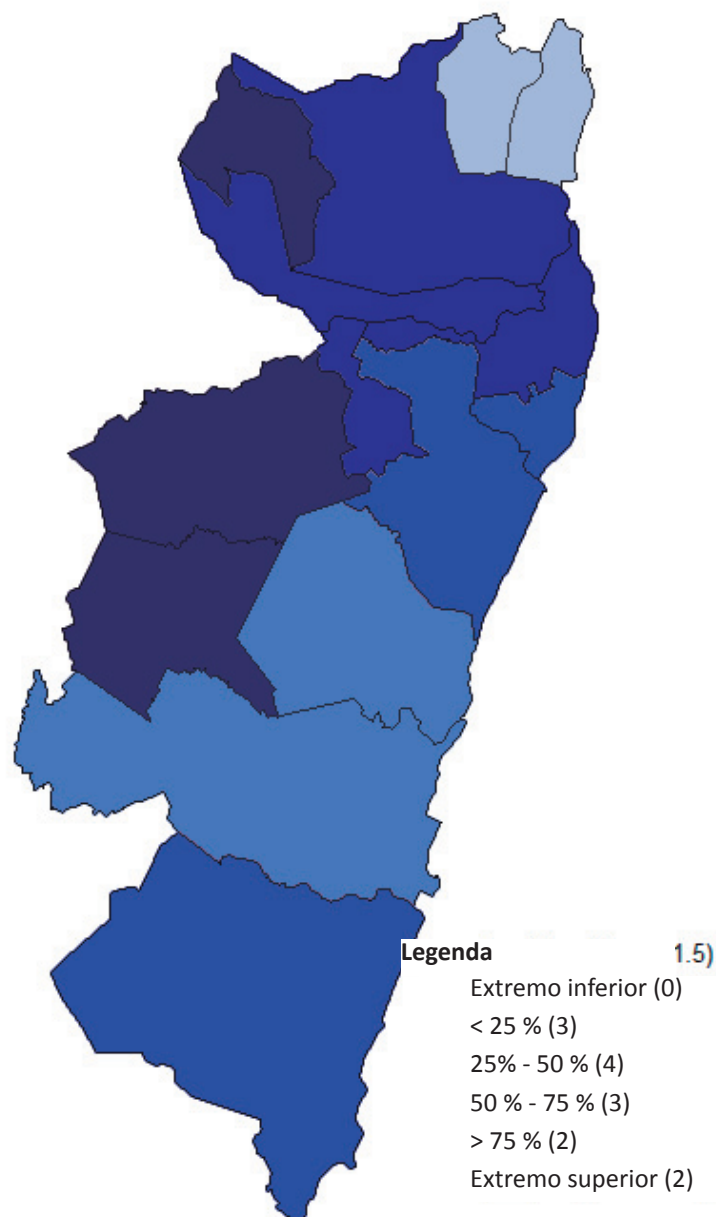 Legenda 1.5)
Extremo inferior (0)
< 25 % (3)
25% - 50 % (4)
50 % - 75 % (3)
> 75 % (2)
Extremo superior (2)